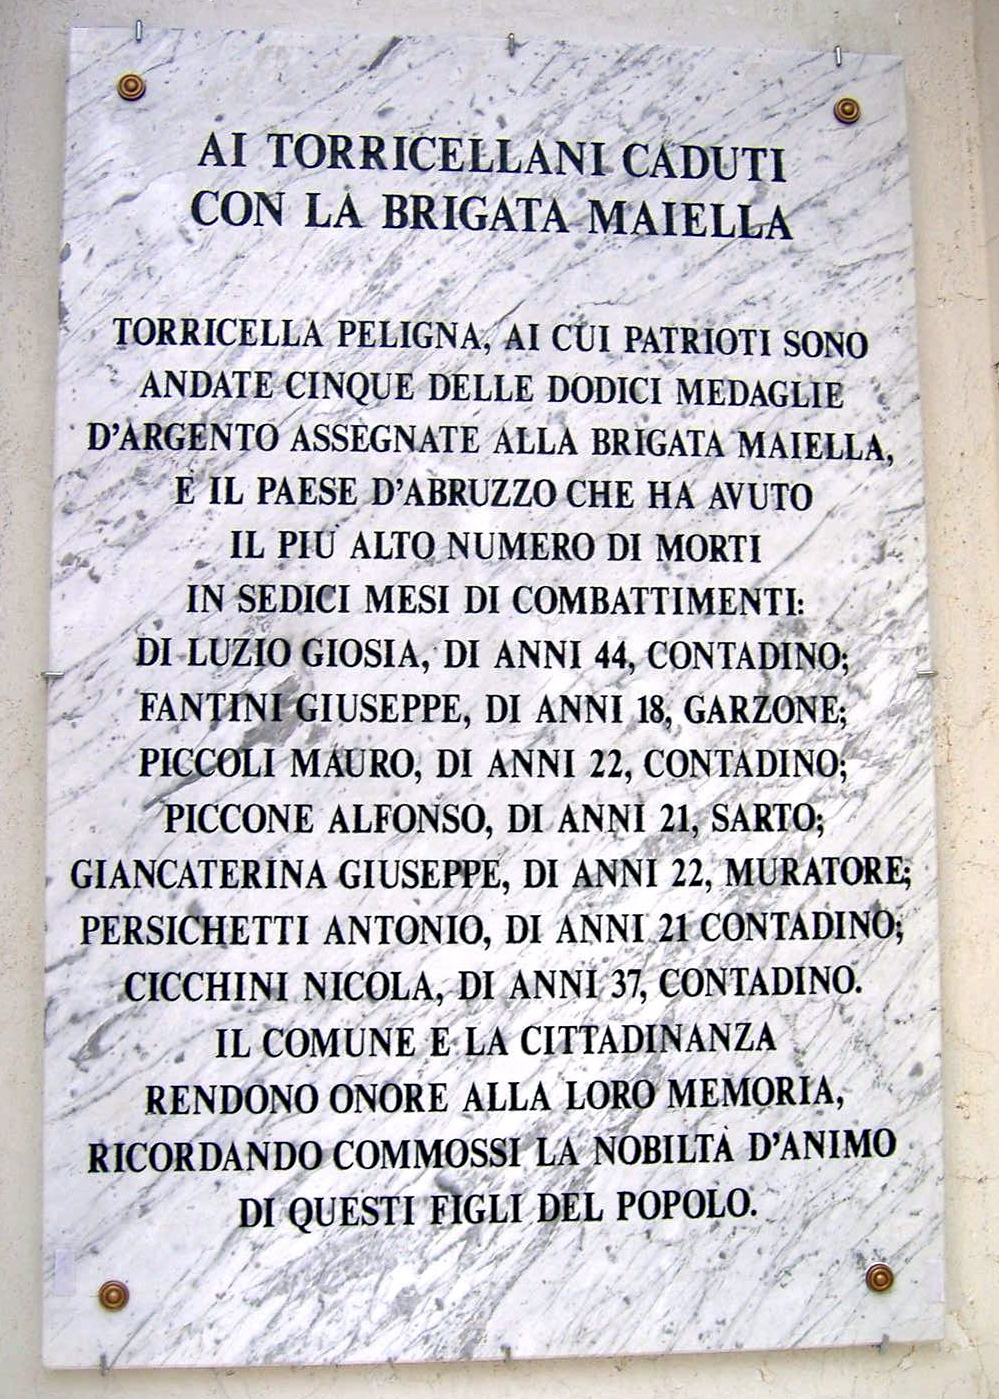 AI TORRICELLANI CADUTI
CON LA BRIGATA MAIELLA
TORRICELLA PELIGNA, AI CUI PATRIOTI SONO
ANDATE CINQUE DELLE DODICI MEDAGLIE
D'ARGENTO ASSEGNATE ALLA BRIGATA MAIELLA,
È IL PAESE D'ABRUZZO CHE HA AVUTO
IL PIÙ ALTO NUMERO DI MORTI
IN SEDICI MESI DI COMBATTIMENTI:
DI LUZIO GIOSIA, DI ANNI 44, CONTADINO;
FANTINI GIUSEPPE, DI ANNI 18, GARZONE;
PICCOLI MAURO, DI ANNI 22, CONTADINO;
PICCONE ALFONSO, DI ANNI 21, SARTO;
GIANCATERINA GIUSEPPE, DI ANNI 22, MURATORE;
PERSICHETTI ANTONIO, DI ANNI 21 CONTADINO;
CICCHINI NICOLA, DI ANNI 37, CONTADINO.
IL COMUNE E LA CITTADINANZA
RENDONO ONORE ALLA LORO MEMORIA,
RICORDANDO COMMOSSI LA NOBILTÀ D'ANIMO
DI QUESTI FIGLI DEL POPOLO.